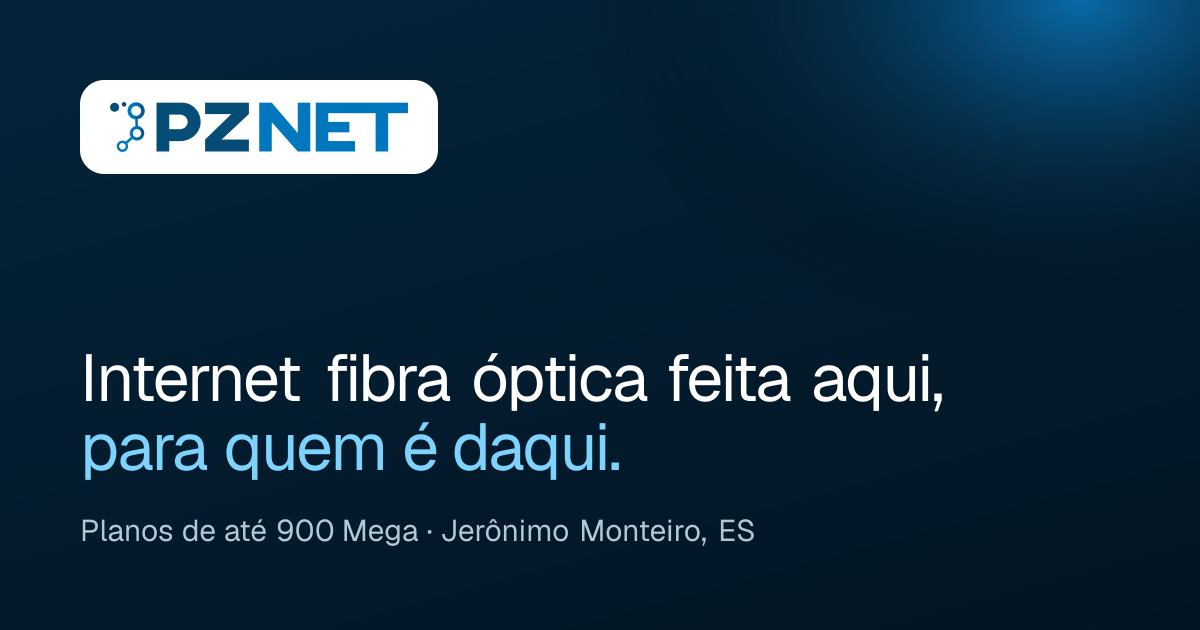 PZNET
Internet fibra óptica feita aqui,
para quem é daqui.
Planos de até 900 Mega · Jerônimo Monteiro, ES